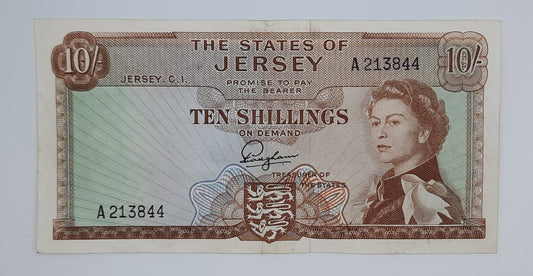 10/-
THE STATES OF
JERSEY
10/-
JERSEY. C. I.
PROMISE TO PAY
THE BEARER
A 213844
TEN SHILLINGS
ON DEMAND
TREASURER OF
THE STATES
A 213844